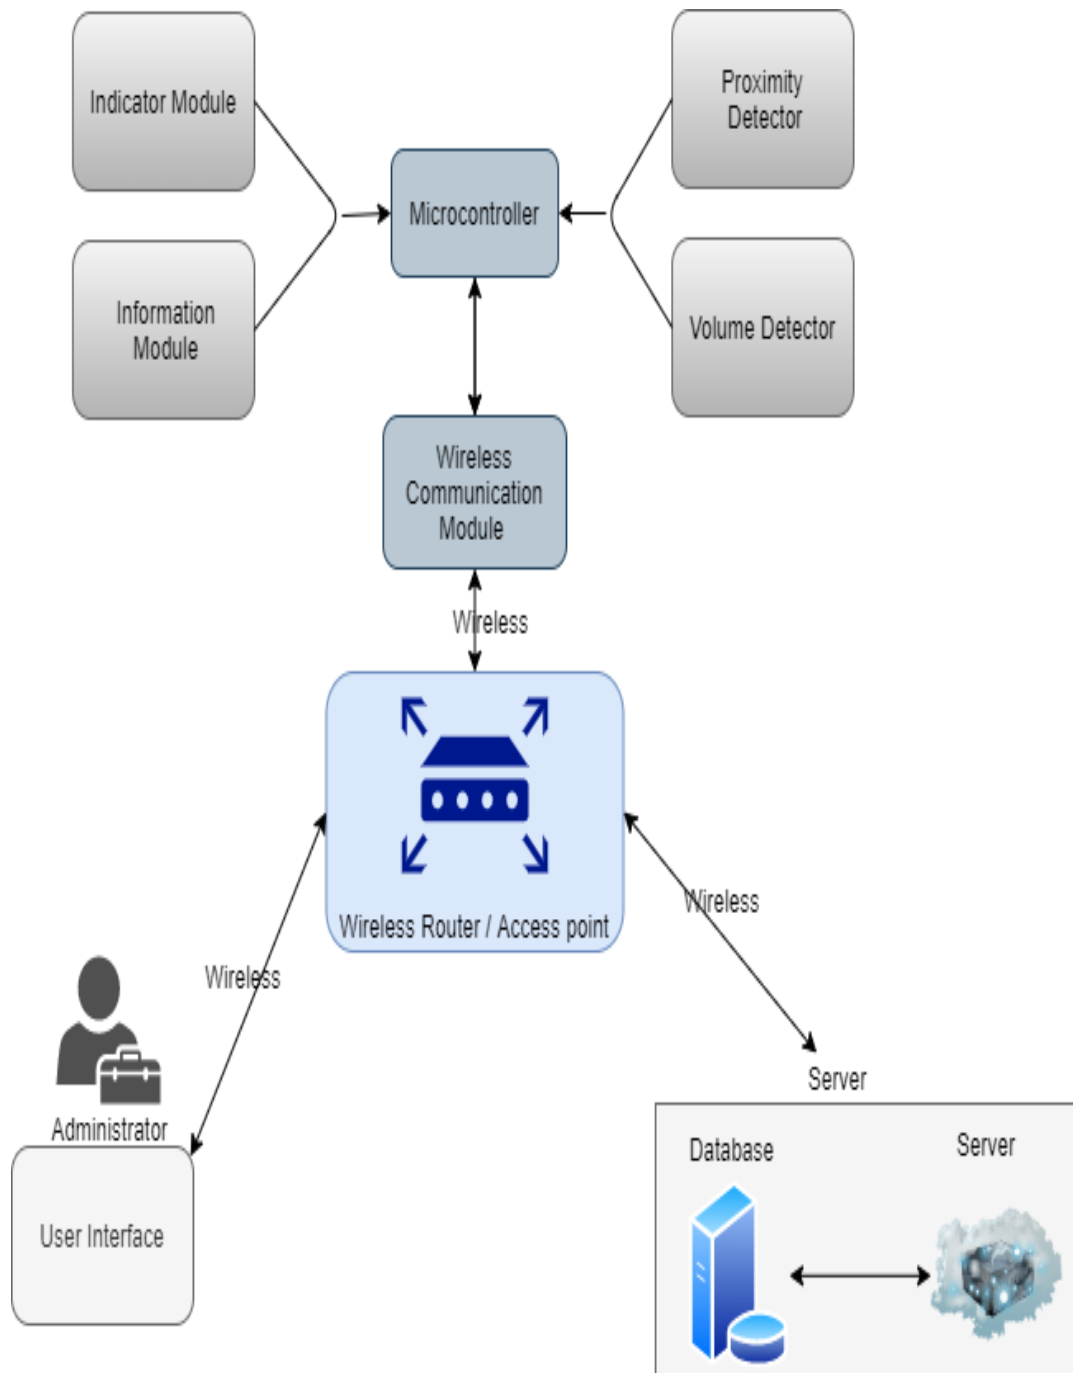 Indicator Module
Proximity
Detector
Microcontroller
Information
Module
Volume Detector
Wireless
Communication
Module
Wireless
Wireless Router / Access point
Wireless
Wireless
Administrator
User Interface
Server
Database
Server